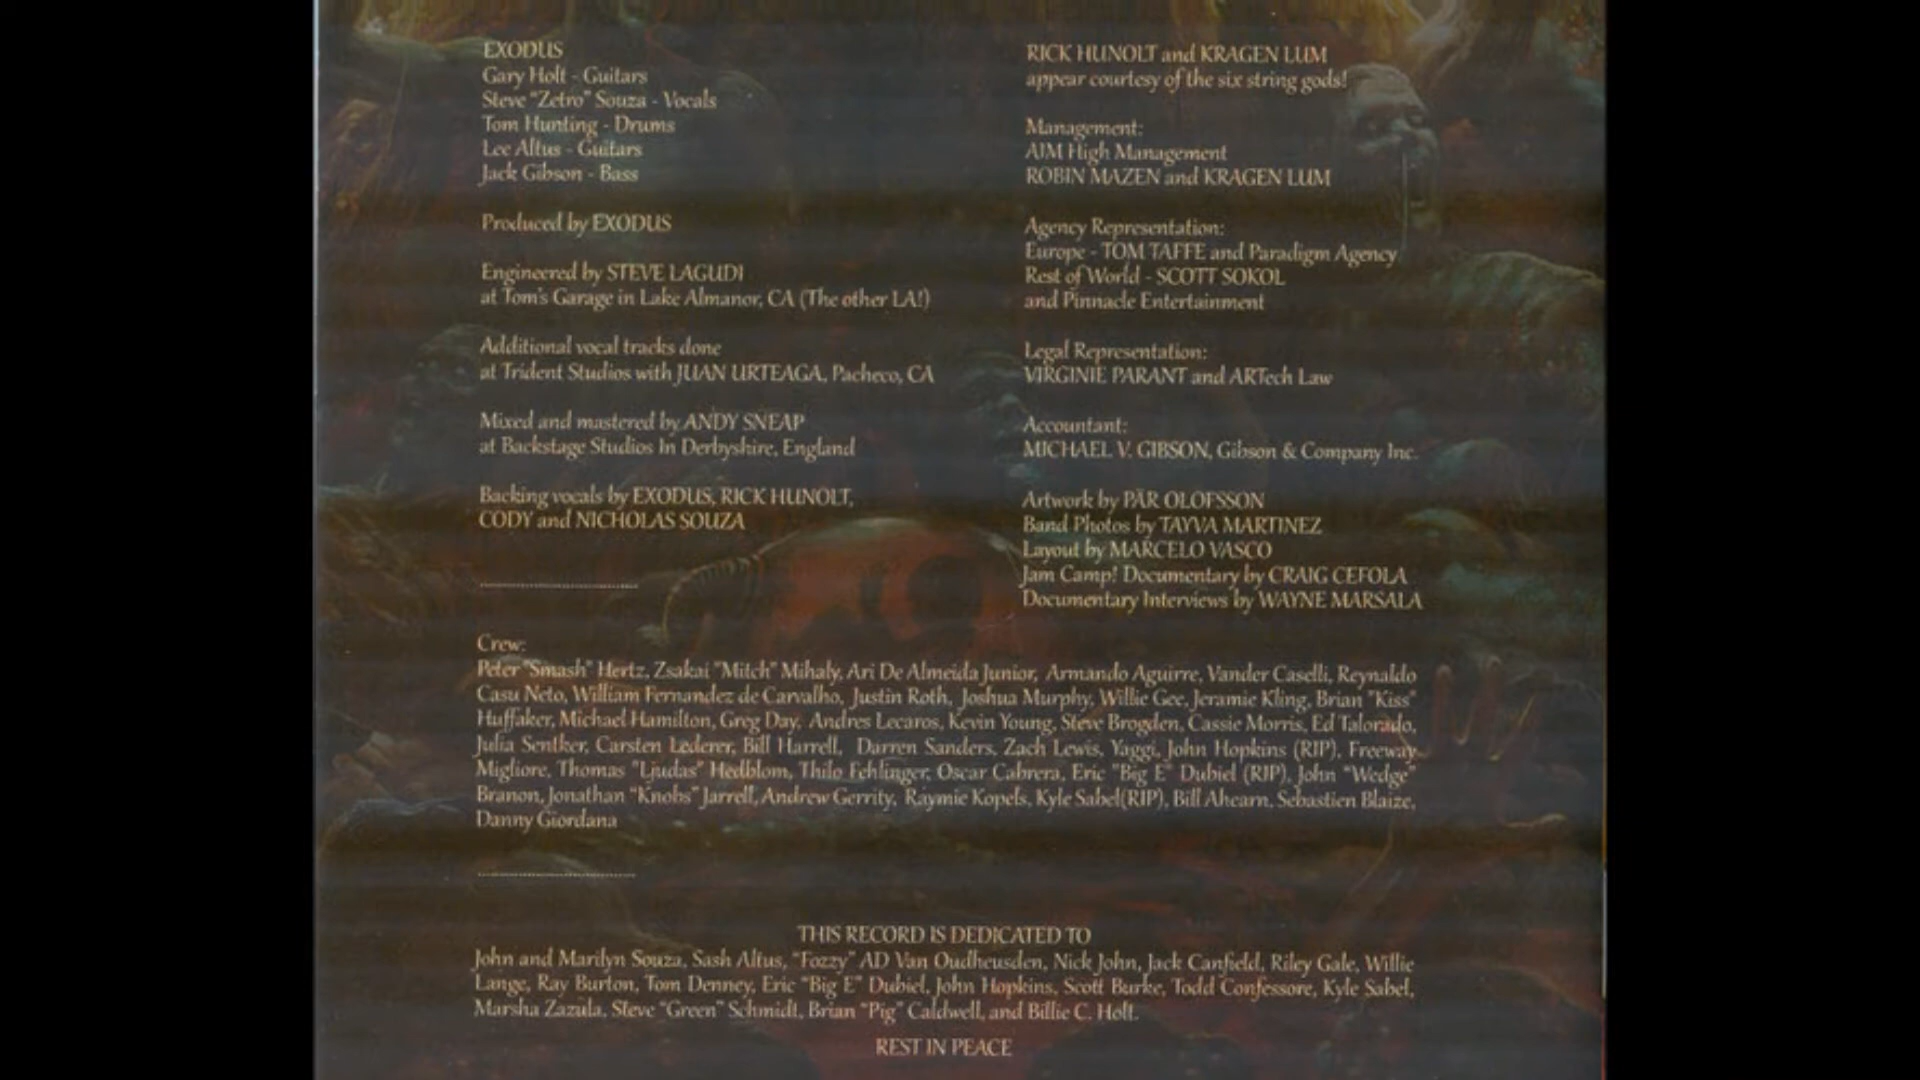 EXODUS
Gary Holt - Guitars
Steve "Zetro" Souza - Vocals
Tom Hunting - Drums
Lee Altus - Guitars
Jack Gibson - Bass
Produced by EXODUS
Engineered by STEVE LAGUDI
at Tom's Garage in Lake Almanor, CA (The other LA!)
Additional vocal tracks done
at Trident Studios with JUAN URTEAGA, Pacheco, CA
Mixed and mastered by ANDY SNEAP
at Backstage Studios In Derbyshire, England
Backing vocals by EXODUS, RICK HUNOLT,
CODY and NICHOLAS SOUZA
RICK HUNOLT and KRAGEN LUM
appear courtesy of the six string gods!
Management:
AIM High Management
ROBIN MAZEN and KRAGEN LUM
Agency Representation:
Europe - TOM TAFFE and Paradigm Agency
Rest of World - SCOTT SOKOL
and Pinnacle Entertainment
Legal Representation:
VIRGINIE PARANT and ARTech Law
Accountant:
MICHAEL V. GIBSON, Gibson & Company Inc.
Artwork by PÄR OLOFSSON
Band Photos by TAYVA MARTINEZ
Layout by MARCELO VASCO
Jam Camp! Documentary by CRAIG CEFOLA
Documentary Interviews by WAYNE MARSALA
Crew:
Peter "Smash" Hertz, Zsakai "Mitch" Mihaly, Ari De Almeida Junior, Armando Aguirre, Vander Caselli, Reynaldo
Casu Neto, William Fernandez de Carvalho, Justin Roth, Joshua Murphy, Willie Gee, Jeramie Kling, Brian "Kiss"
Huffaker, Michael Hamilton, Greg Day, Andres Lecaros, Kevin Young, Steve Brogden, Cassie Morris, Ed Talorado,
Julia Sentker, Carsten Lederer, Bill Harrell, Darren Sanders, Zach Lewis, Yaggi, John Hopkins (RIP), Freeway
Migliore, Thomas "Ljudas" Hedblom, Thilo Fehlinger, Oscar Cabrera, Eric "Big E" Dubiel (RIP), John "Wedge"
Branon, Jonathan "Knobs" Jarrell, Andrew Gerrity, Raymie Kopels, Kyle Sabel(RIP), Bill Ahearn, Sebastien Blaize,
Danny Giordana
THIS RECORD IS DEDICATED TO
John and Marilyn Souza, Sash Altus, "Fozzy" AD Van Oudheusden, Nick John, Jack Canfield, Riley Gale, Willie
Lange, Ray Burton, Tom Denney, Eric "Big E" Dubiel, John Hopkins, Scott Burke, Todd Confessore, Kyle Sabel,
Marsha Zazula, Steve "Green" Schmidt, Brian "Pig" Caldwell, and Billie C. Holt.
REST IN PEACE